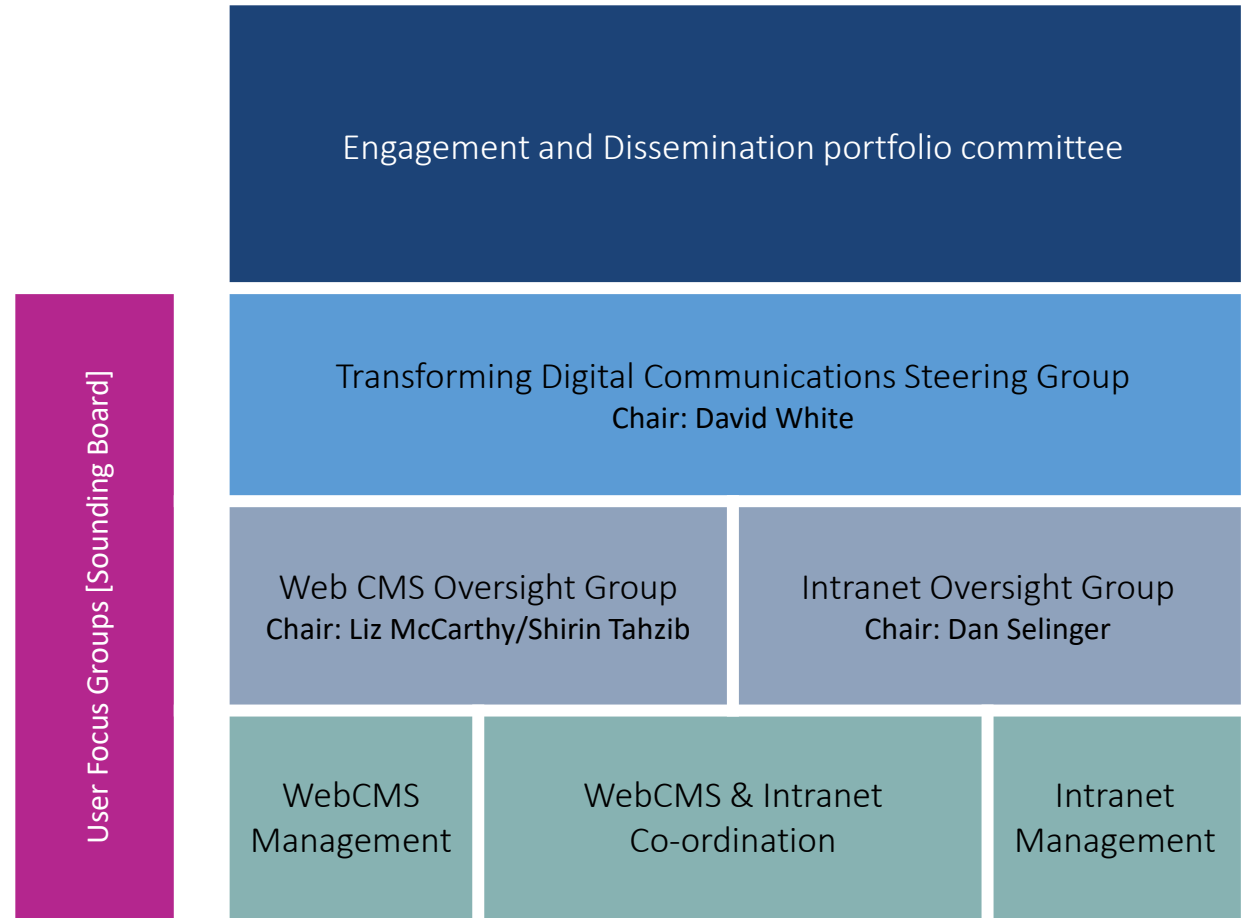 Engagement and Dissemination portfolio committee
User Focus Groups [Sounding Board]
Transforming Digital Communications Steering Group
Chair: David White
Web CMS Oversight Group
Chair: Liz McCarthy/Shirin Tahzib
Intranet Oversight Group
Chair: Dan Selinger
WebCMS
Management
WebCMS & Intranet
Co-ordination
Intranet
Management